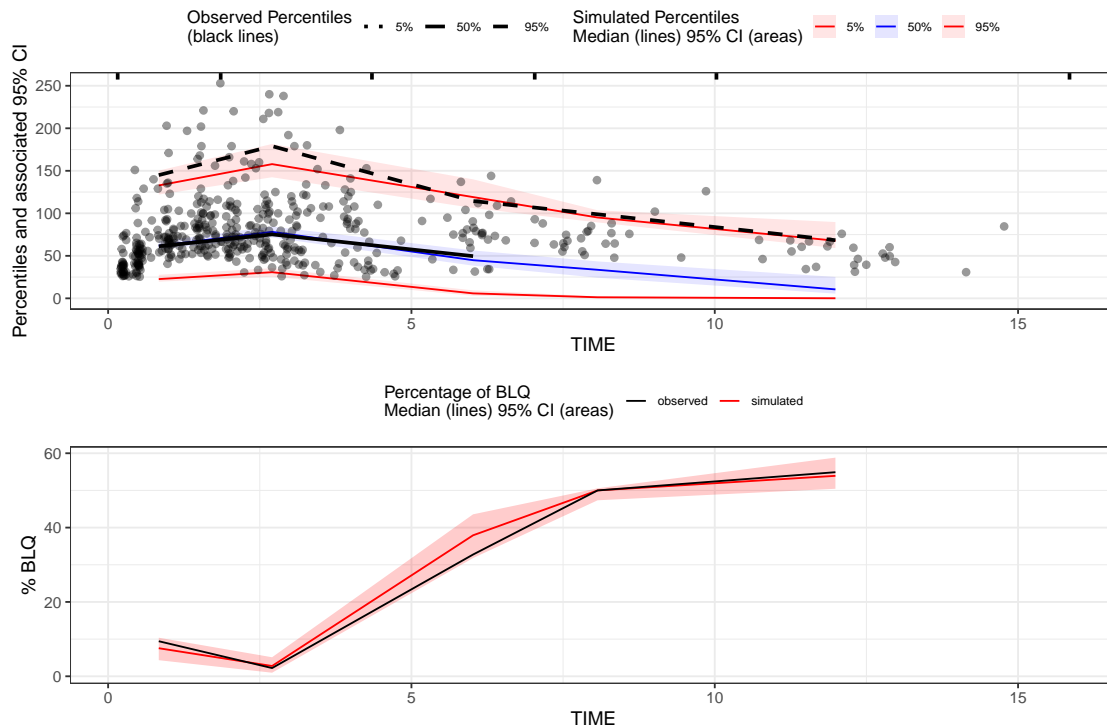 Observed Percentiles
(black lines)
5%
50%
95%
Simulated Percentiles
Median (lines) 95% CI (areas)
5%
50%
95%
Percentiles and associated 95% CI
250
200
150
100
50
0
0
5
10
15
TIME
Percentage of BLQ
Median (lines) 95% CI (areas)
observed
simulated
% BLQ
60
40
20
0
0
5
10
15
TIME